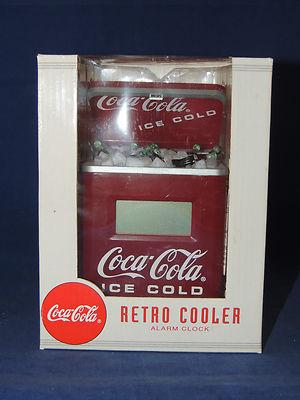 Coca-Cola
ICE COLD
Coca-Cola®
ICE COLD
Coca-Cola
RETRO COOLER
ALARM CLOCK